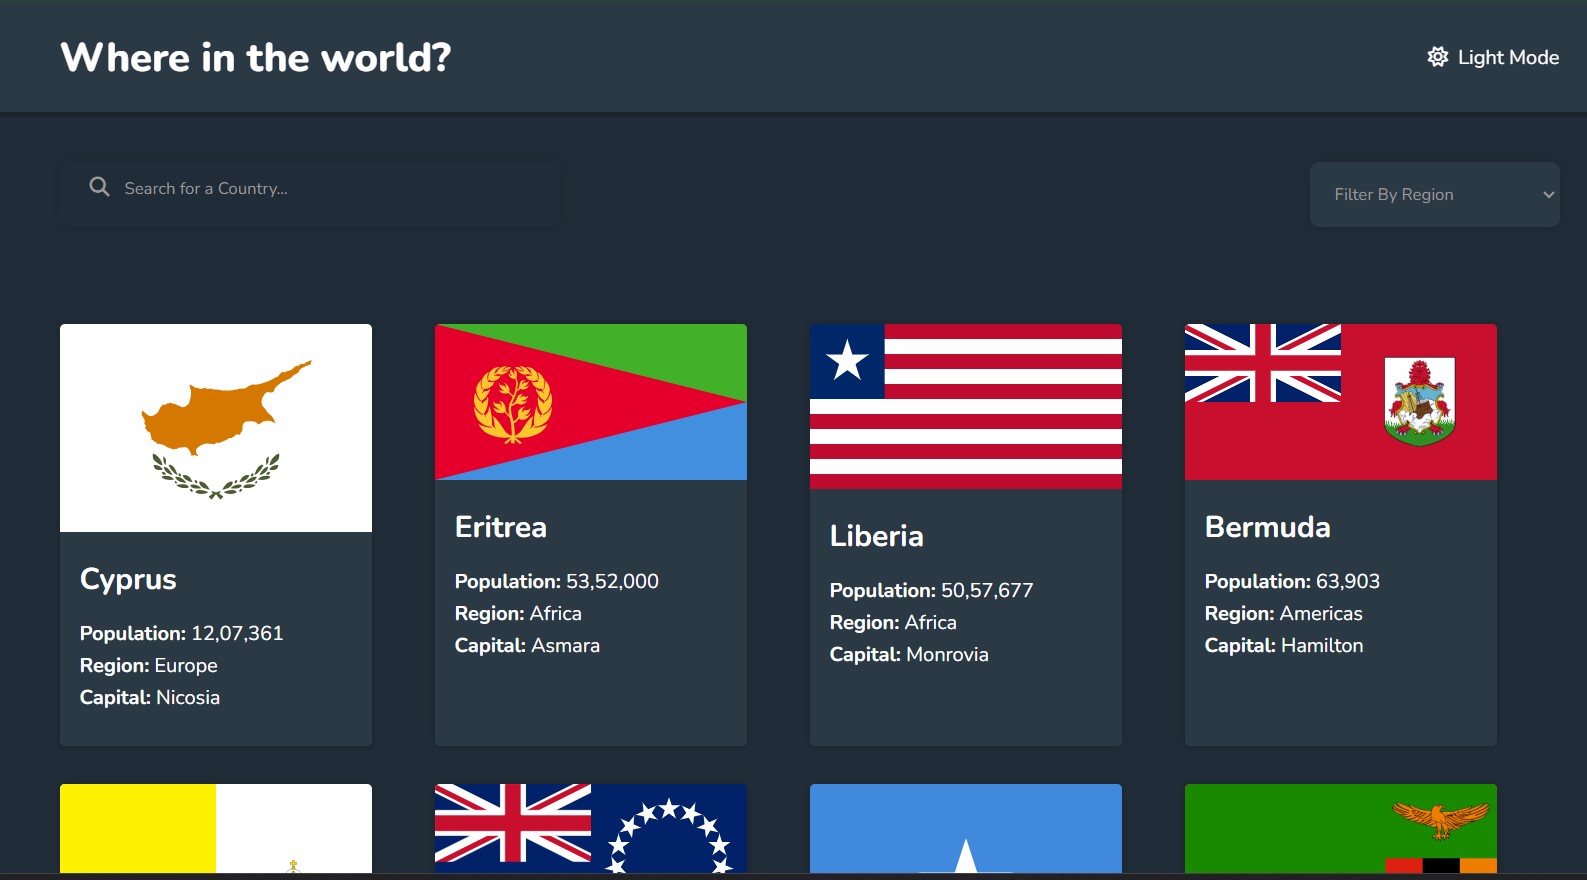 Where in the world?
Light Mode
Search for a Country...
Filter By Region
Cyprus
Population: 12,07,361
Region: Europe
Capital: Nicosia
Eritrea
Population: 53,52,000
Region: Africa
Capital: Asmara
Liberia
Population: 50,57,677
Region: Africa
Capital: Monrovia
Bermuda
Population: 63,903
Region: Americas
Capital: Hamilton